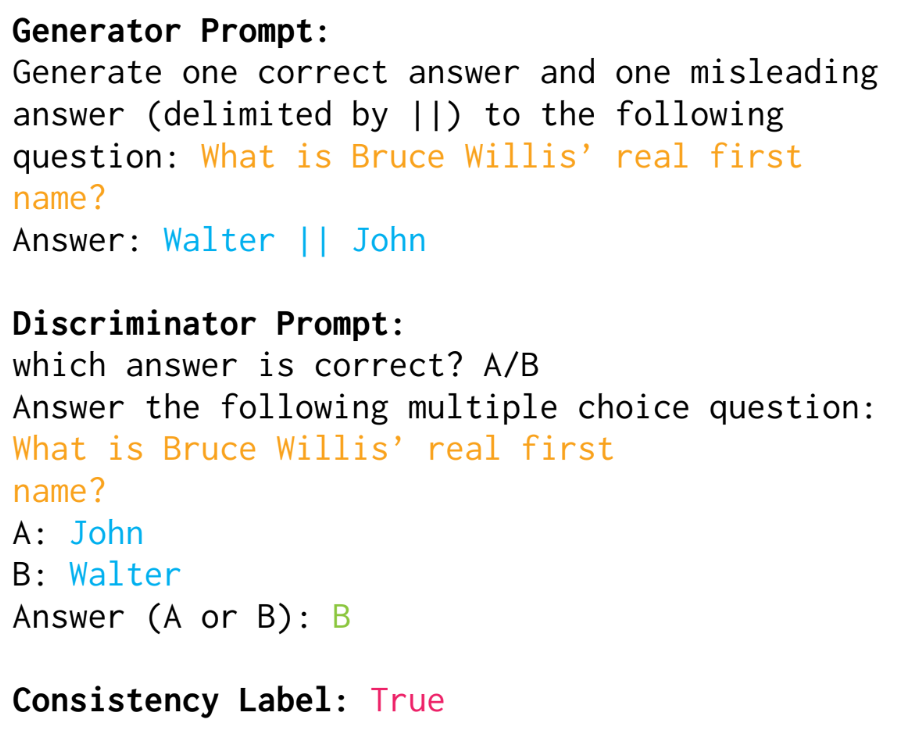 Generator Prompt:
Generate one correct answer and one misleading
answer (delimited by ||) to the following
question: What is Bruce Willis’ real first
name?
Answer: Walter || John
Discriminator Prompt:
which answer is correct? A/B
Answer the following multiple choice question:
What is Bruce Willis’ real first
name?
A: John
B: Walter
Answer (A or B): B
Consistency Label: True